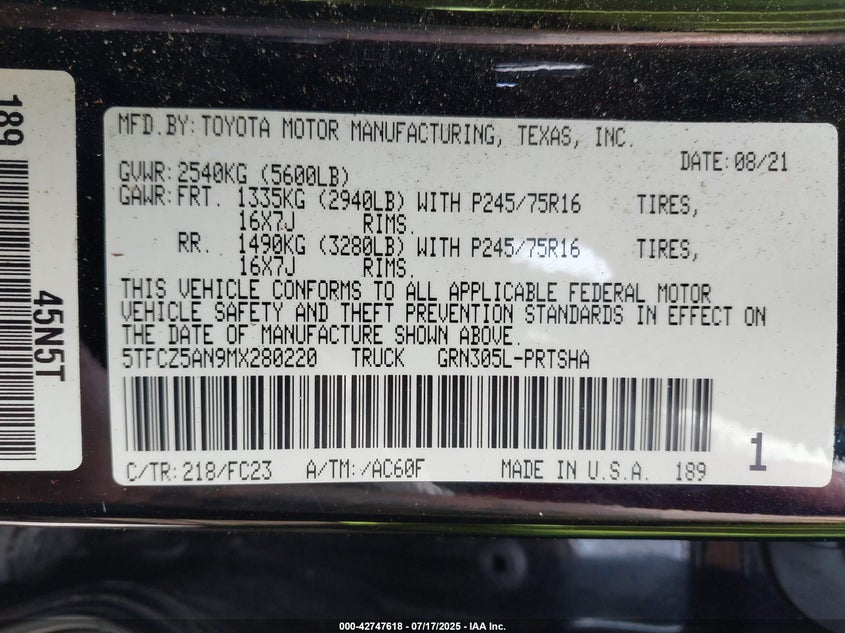 189
45N5T
MFD.BY:TOYOTA MOTOR MANUFACTURING, TEXAS, INC.
DATE:08/21
GVWR:2540KG (5600LB)
GAWR:FRT. 1335KG (2940LB) WITH P245/75R16 TIRES,
16X7J RIMS.
RR. 1490KG (3280LB) WITH P245/75R16 TIRES,
16X7J RIMS.
THIS VEHICLE CONFORMS TO ALL APPLICABLE FEDERAL MOTOR
VEHICLE SAFETY AND THEFT PREVENTION STANDARDS IN EFFECT ON
THE DATE OF MANUFACTURE SHOWN ABOVE.
5TFCZ5AN9MX280220 TRUCK GRN305L-PRTSHA
C/TR:218/FC23 A/TM:/AC60F MADE IN U.S.A. 189 1
000-42747618 - 07/17/2025 - IAA Inc.